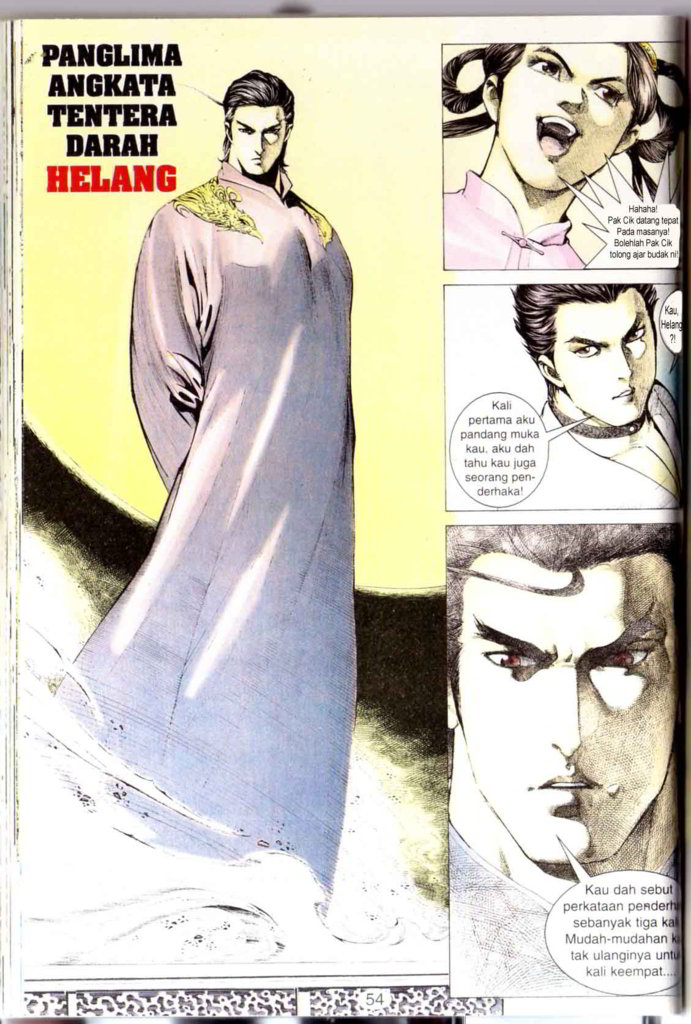 PANGLIMA
ANGKATA
TENTERA
DARAH
HELANG
Hahaha!
Pak Cik datang tepat
Pada masanya!
Bolehlah Pak Cik
tolong ajar budak ni!
Kau,
Helang
?!
Kali
pertama aku
pandang muka
kau, aku dah
tahu kau juga
seorang pen-
derhaka!
Kau dah sebut
perkataan
sebanyak tiga
Mudah-mudahan
tak ulanginya
kali keempat....
54